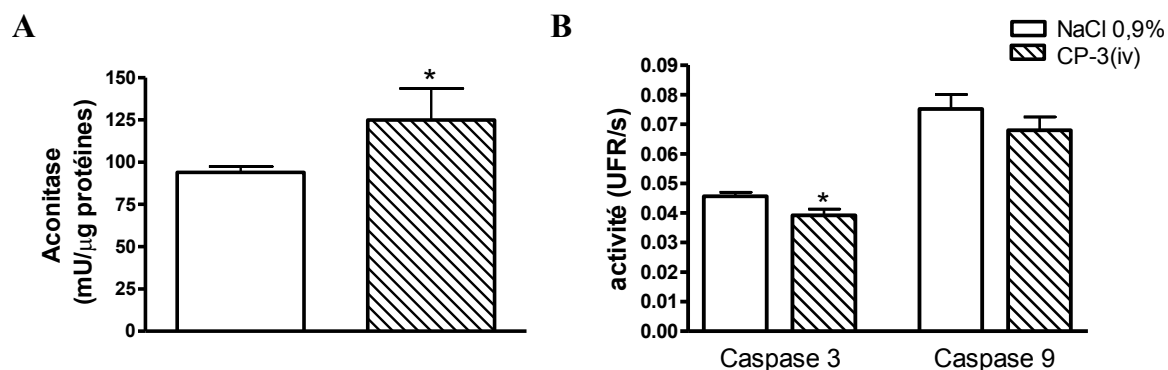 A
Aconitase
(mU/µg protéines)
150
125
100
75
50
25
0
*
B
NaCl 0,9%
CP-3(iv)
activité (UFR/s)
0.09
0.08
0.07
0.06
0.05
0.04
0.03
0.02
0.01
0.00
*
Caspase 3
Caspase 9